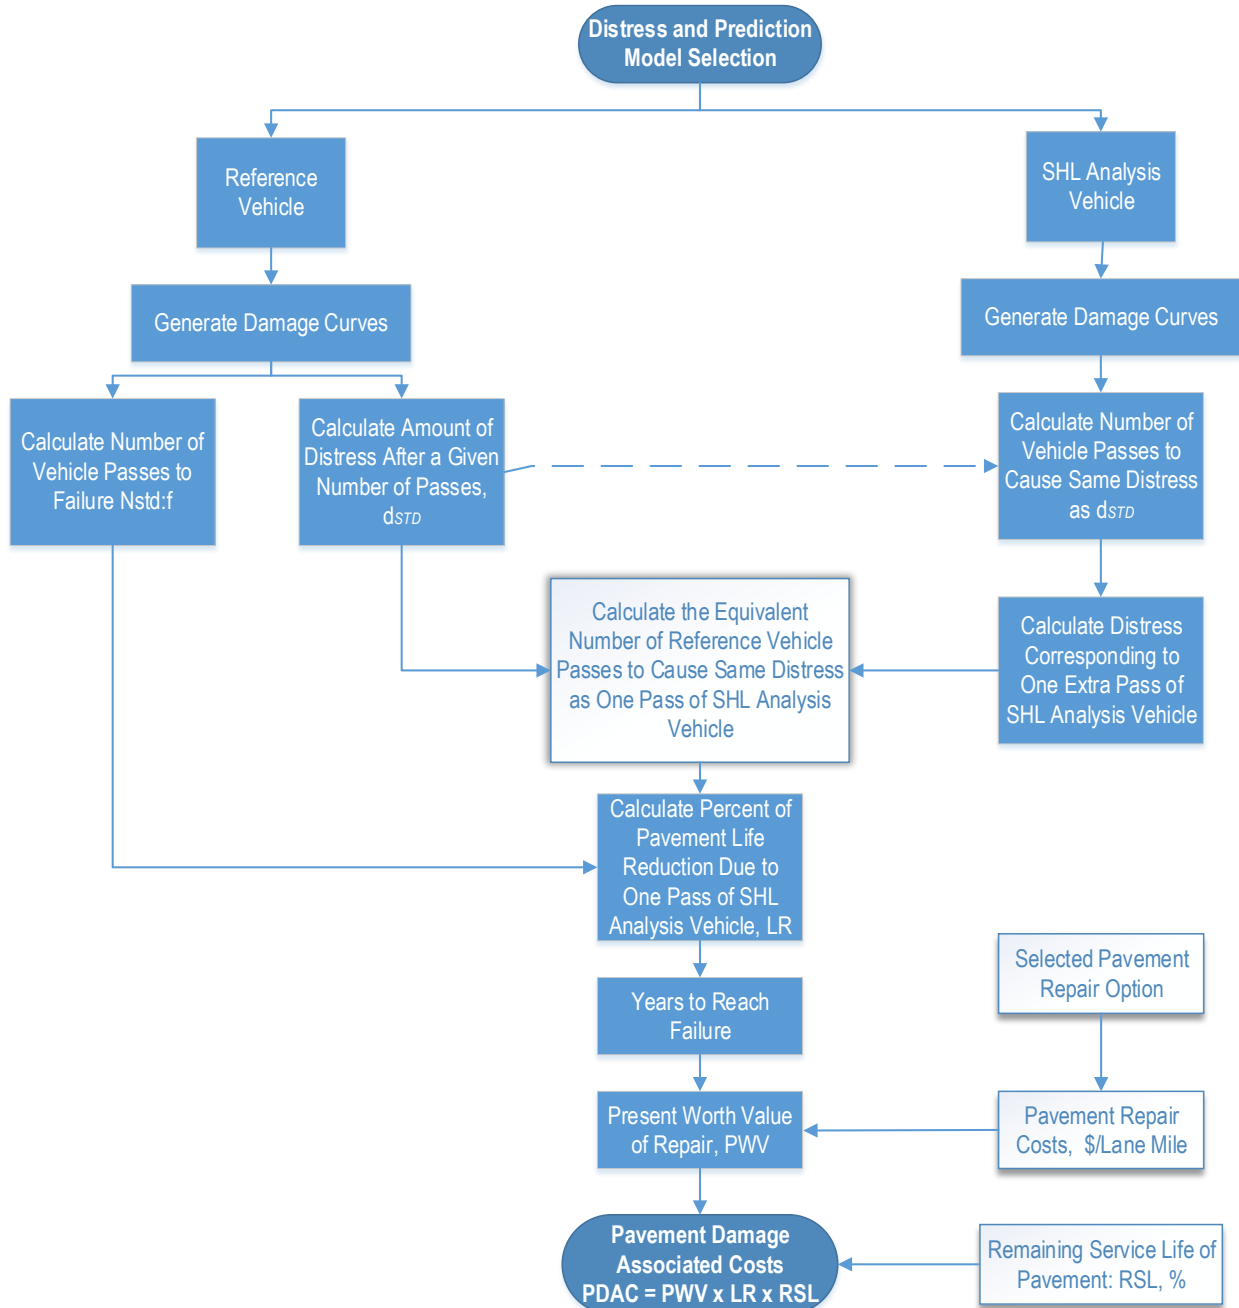 Distress and Prediction
Model Selection
Reference
Vehicle
SHL Analysis
Vehicle
Generate Damage Curves
Generate Damage Curves
Calculate Number of
Vehicle Passes to
Failure Nstd:f
Calculate Amount of
Distress After a Given
Number of Passes,
dSTD
Calculate Number of
Vehicle Passes to
Cause Same Distress
as dSTD
Calculate the Equivalent
Number of Reference Vehicle
Passes to Cause Same Distress
as One Pass of SHL Analysis
Vehicle
Calculate Distress
Corresponding to
One Extra Pass of
SHL Analysis Vehicle
Calculate Percent of
Pavement Life
Reduction Due to
One Pass of SHL
Analysis Vehicle, LR
Selected Pavement
Repair Option
Years to Reach
Failure
Present Worth Value
of Repair, PWV
Pavement Repair
Costs, $/Lane Mile
Pavement Damage
Associated Costs
PDAC = PWV x LR x RSL
Remaining Service Life of
Pavement: RSL, %